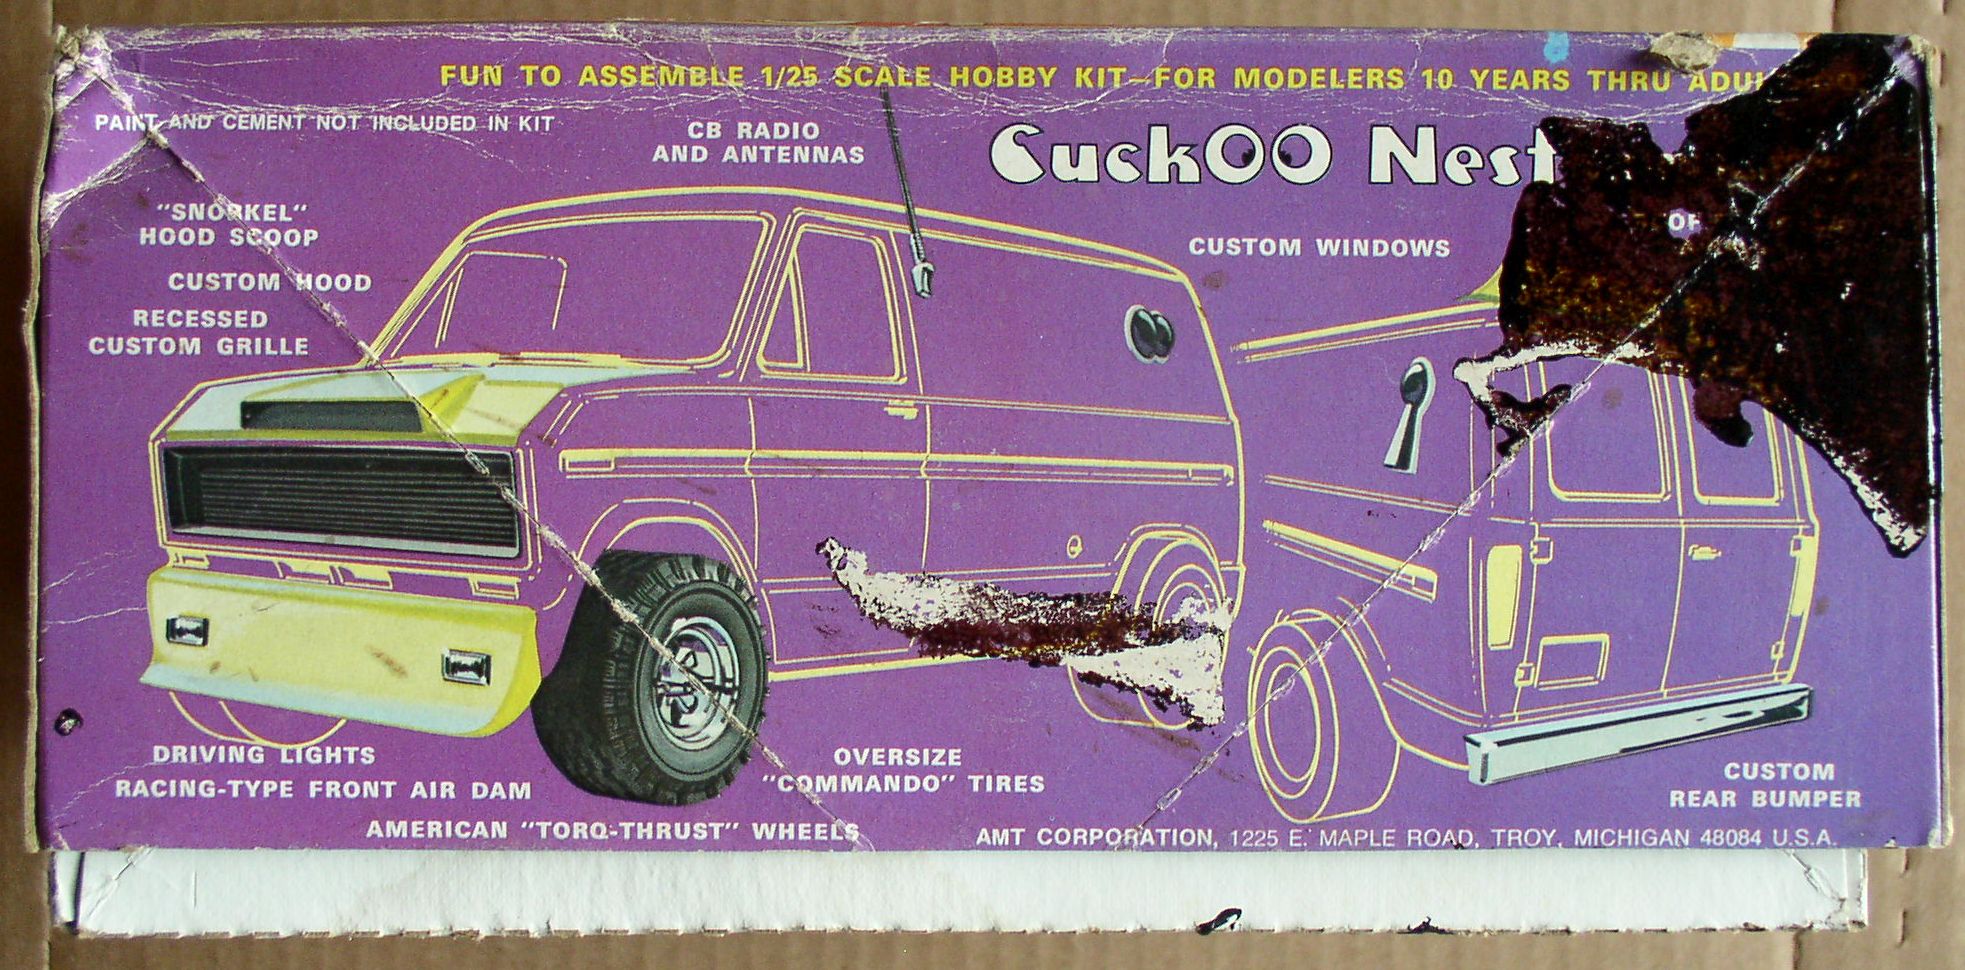 FUN TO ASSEMBLE 1/25 SCALE HOBBY KIT—FOR MODELERS 10 YEARS THRU
PAINT AND CEMENT NOT INCLUDED IN KIT
CB RADIO
AND ANTENNAS
CuckOO Nest
"SNORKEL"
HOOD SCOOP
CUSTOM HOOD
RECESSED
CUSTOM GRILLE
CUSTOM WINDOWS
DRIVING LIGHTS
RACING-TYPE FRONT AIR DAM
AMERICAN "TORQ-THRUST" WHEELS
OVERSIZE
"COMMANDO" TIRES
CUSTOM
REAR BUMPER
AMT CORPORATION, 1225 E. MAPLE ROAD, TROY, MICHIGAN 48084 U.S.A.